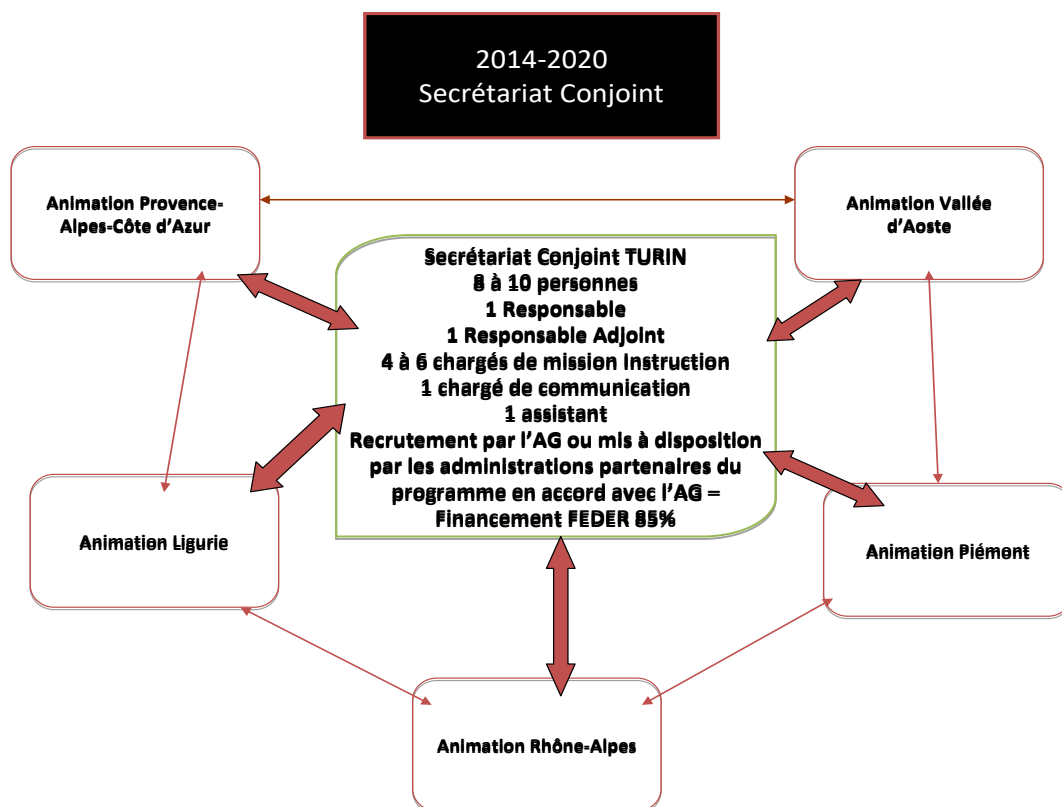 2014-2020
Secrétariat Conjoint
Animation Provence-
Alpes-Côte d’Azur
Animation Vallée
d’Aoste
Secrétariat Conjoint TURIN
8 à 10 personnes
1 Responsable
1 Responsable Adjoint
4 à 6 chargés de mission Instruction
1 chargé de communication
1 assistant
Recrutement par l’AG ou mis à disposition
par les administrations partenaires du
programme en accord avec l’AG –
Financement FEDER 85%
Animation Ligurie
Animation Piémont
Animation Rhône-Alpes